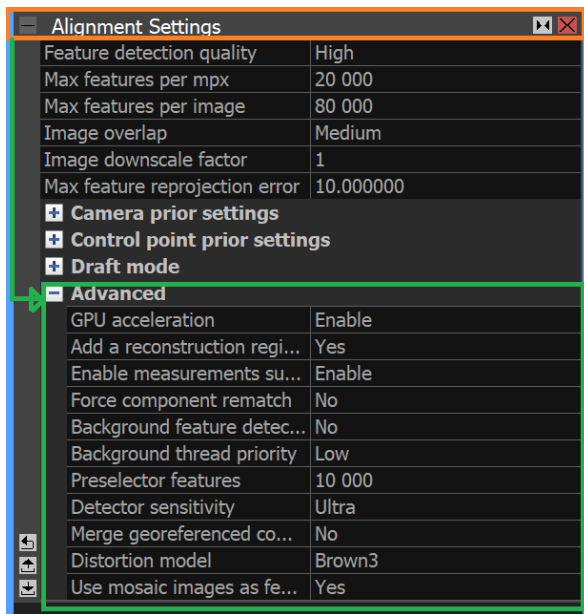 Alignment Settings
Feature detection quality High
Max features per mpx 20 000
Max features per image 80 000
Image overlap Medium
Image downscale factor 1
Max feature reprojection error 10.000000
Camera prior settings
Control point prior settings
Draft mode
Advanced
GPU acceleration Enable
Add a reconstruction regi... Yes
Enable measurements su... Enable
Force component rematch No
Background feature detec... No
Background thread priority Low
Preselector features 10 000
Detector sensitivity Ultra
Merge georeferenced co... No
Distortion model Brown3
Use mosaic images as fe... Yes